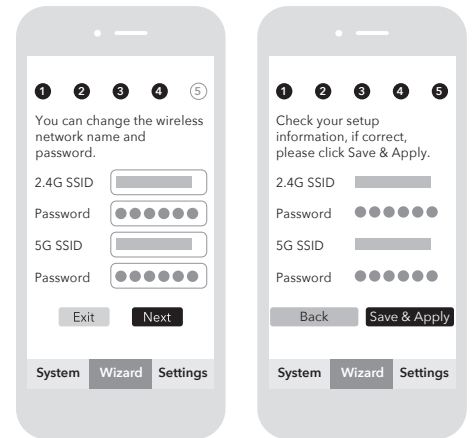 1 2 3 4 5
You can change the wireless
network name and
password.
2.4G SSID
Password
5G SSID
Password
Exit Next
System Wizard Settings
1 2 3 4 5
Check your setup
information, if correct,
please click Save & Apply.
2.4G SSID
Password
5G SSID
Password
Back Save & Apply
System Wizard Settings